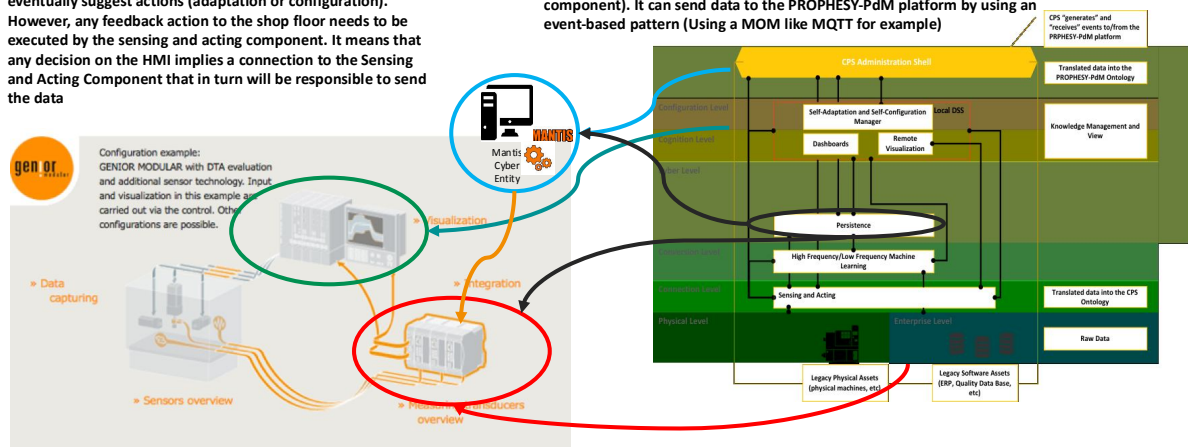 eventually suggest actions (adaptation or configuration).
However, any feedback action to the shop floor needs to be
executed by the sensing and acting component. It means that
any decision on the HMI implies a connection to the Sensing
and Acting Component that in turn will be responsible to send
the data
component). It can send data to the PROPHESY-PdM platform by using an
event-based pattern (Using a MOM like MQTT for example)
genior
modular
Configuration example:
GENIOR MODULAR with DTA evaluation
and additional sensor technology. Input
and visualization in this example are
carried out via the control. Other
configurations are possible.
» Visualization
» Data
capturing
» Integration
» Sensors overview
» Measuring transducers
overview
MANTIS
Mantis
Cyber
Entity
CPS "generates" and
"receives" events to/from the
PRPHESY-PdM platform
CPS Administration Shell
Translated data into the
PROPHESY-PdM Ontology
Configuration Level
Self-Adaptation and Self-Configuration
Manager
Local DSS
Knowledge Management and
View
Cognition Level
Dashboards
Remote
Visualization
Cyber Level
Persistence
High Frequency/Low Frequency Machine
Learning
Connection Level
Sensing and Acting
Translated data into the CPS
Ontology
Physical Level
Enterprise Level
Raw Data
Legacy Physical Assets
(physical machines, etc)
Legacy Software Assets
(ERP, Quality Data Base,
etc)